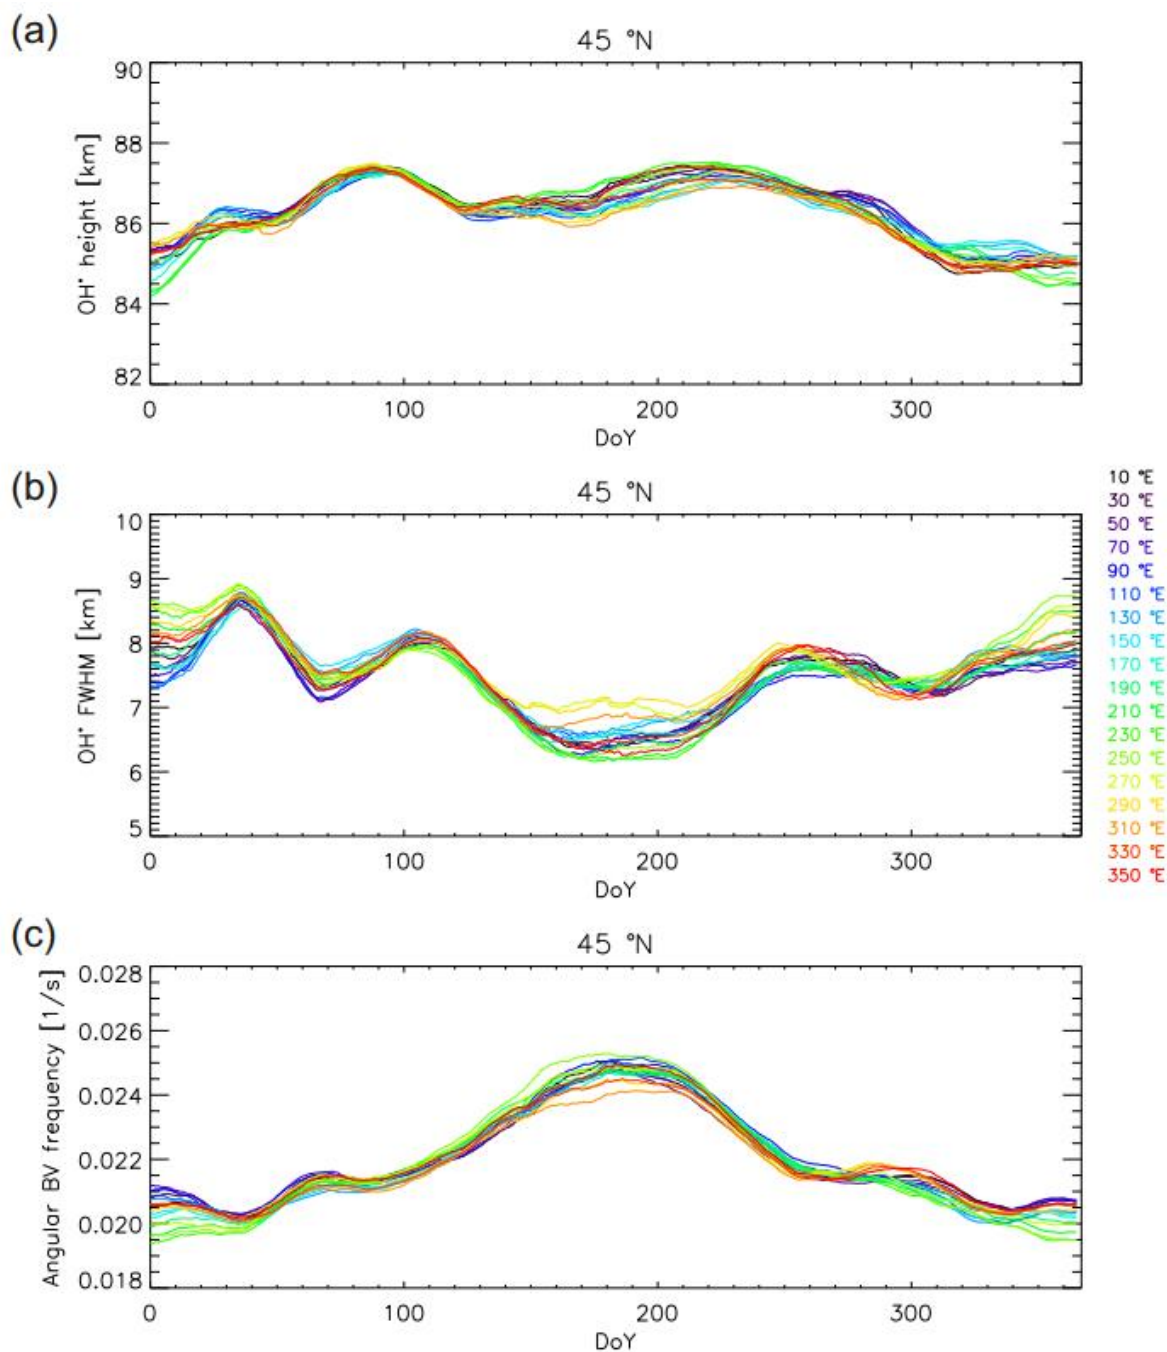 (a)
45 °N
OH* height [km]
90
88
86
84
82
0 100 200 300
DoY
(b)
45 °N
OH* FWHM [km]
10
9
8
7
6
5
0 100 200 300
DoY
10 °E
30 °E
50 °E
70 °E
90 °E
110 °E
130 °E
150 °E
170 °E
190 °E
210 °E
230 °E
250 °E
270 °E
290 °E
310 °E
330 °E
350 °E
(c)
45 °N
Angular BV frequency [1/s]
0.028
0.026
0.024
0.022
0.020
0.018
0 100 200 300
DoY